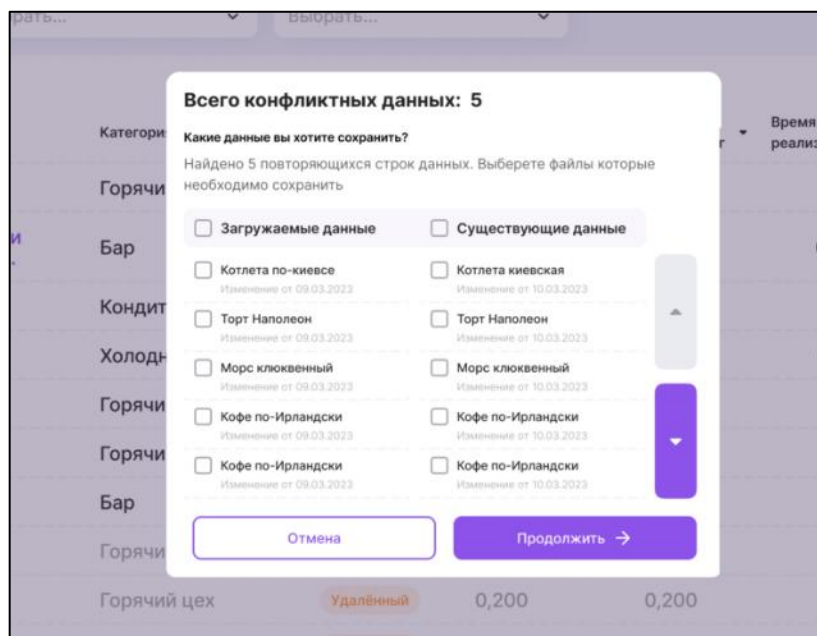 Выбрать...
Категори
Время
реализ
г
Всего конфликтных данных: 5
Какие данные вы хотите сохранить?
Найдено 5 повторяющихся строк данных. Выберете файлы которые
необходимо сохранить
Загружаемые данные Существующие данные
Котлета по-киевсе Котлета киевская
Изменение от 09.03.2023 Изменение от 10.03.2023
Торт Наполеон Торт Наполеон
Изменение от 09.03.2023 Изменение от 10.03.2023
Морс клюквенный Морс клюквенный
Изменение от 09.03.2023 Изменение от 10.03.2023
Кофе по-Ирландски Кофе по-Ирландски
Изменение от 09.03.2023 Изменение от 10.03.2023
Кофе по-Ирландски Кофе по-Ирландски
Изменение от 09.03.2023 Изменение от 10.03.2023
Отмена Продолжить
Горячи
и
Бар
Кондит
Холодн
Горячи
Горячи
Бар
Горячи
Горячий цех Удалённый 0,200 0,200